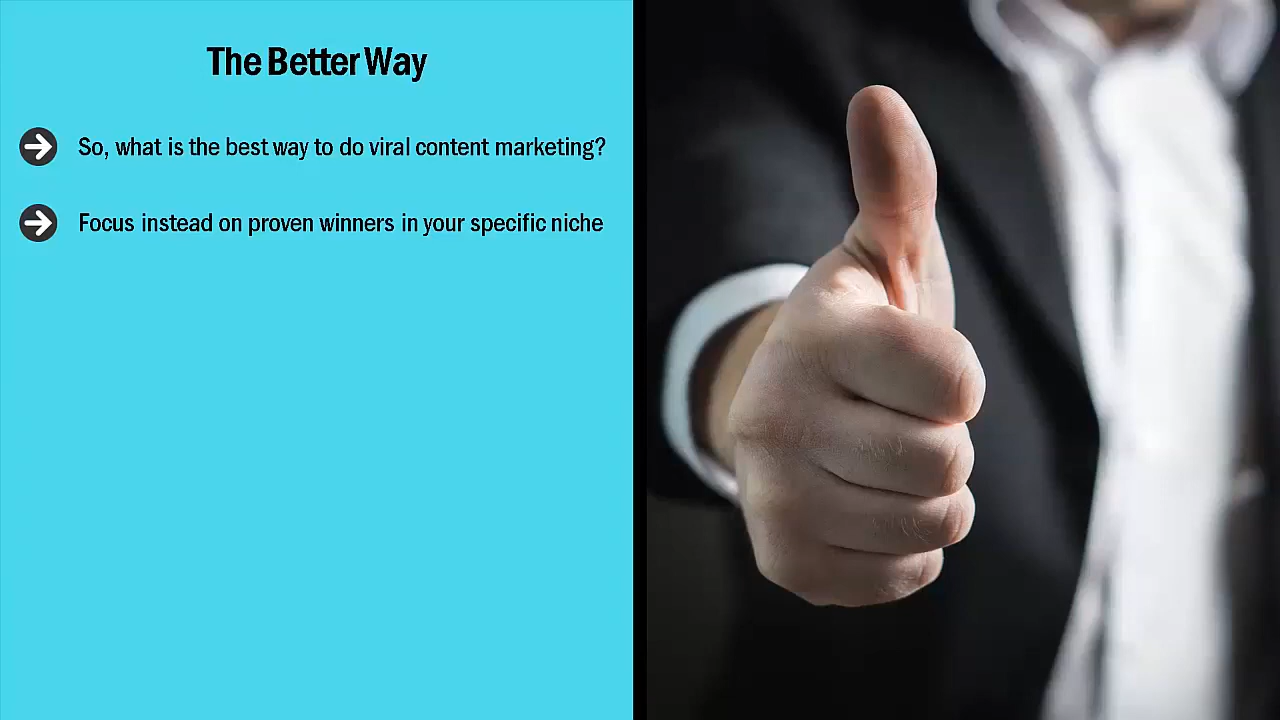 The Better Way
So, what is the best way to do viral content marketing?
Focus instead on proven winners in your specific niche